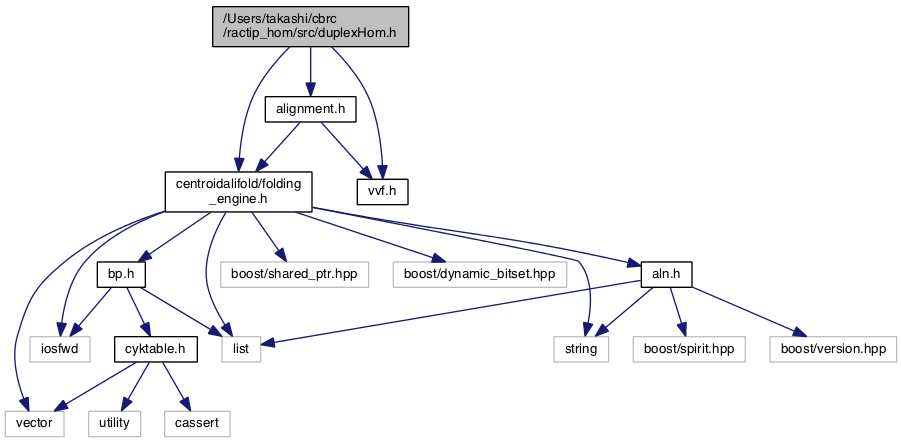 /Users/takashi/cbrc
/ractip_hom/src/duplexHom.h
alignment.h
centroidalifold/folding
_engine.h
vvf.h
bp.h
boost/shared_ptr.hpp
boost/dynamic_bitset.hpp
aln.h
iosfwd
cyktable.h
list
string
boost/spirit.hpp
boost/version.hpp
vector
utility
cassert